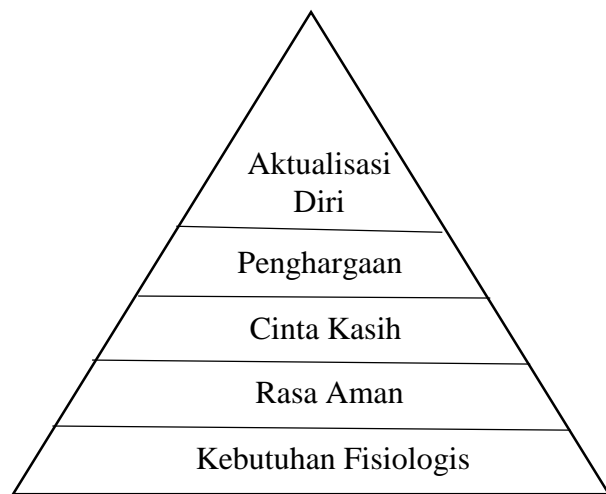 Aktualisasi
Diri
Penghargaan
Cinta Kasih
Rasa Aman
Kebutuhan Fisiologis